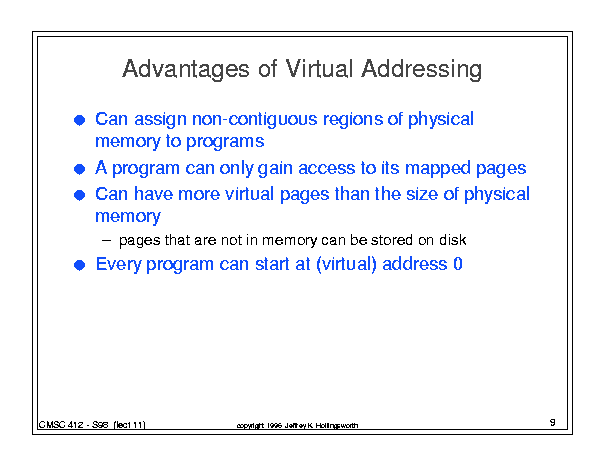 Advantages of Virtual Addressing
● Can assign non-contiguous regions of physical
memory to programs
● A program can only gain access to its mapped pages
● Can have more virtual pages than the size of physical
memory
– pages that are not in memory can be stored on disk
● Every program can start at (virtual) address 0
CMSC 412 - S98 (lect11)
copyright 1996 Jeffrey K. Hollingsworth
9